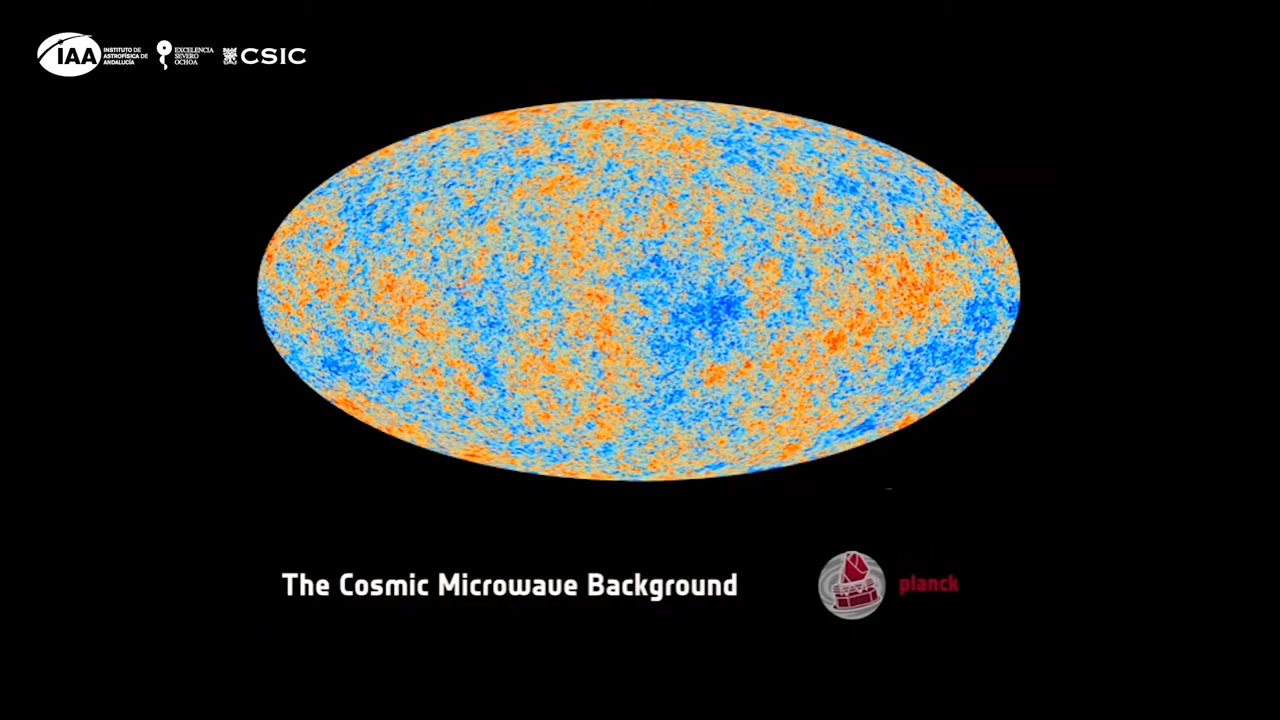 IAA
INSTITUTO DE
ASTROFÍSICA DE
ANDALUCÍA
EXCELENCIA
SEVERO
OCHOA
CSIC
The Cosmic Microwave Background
planck